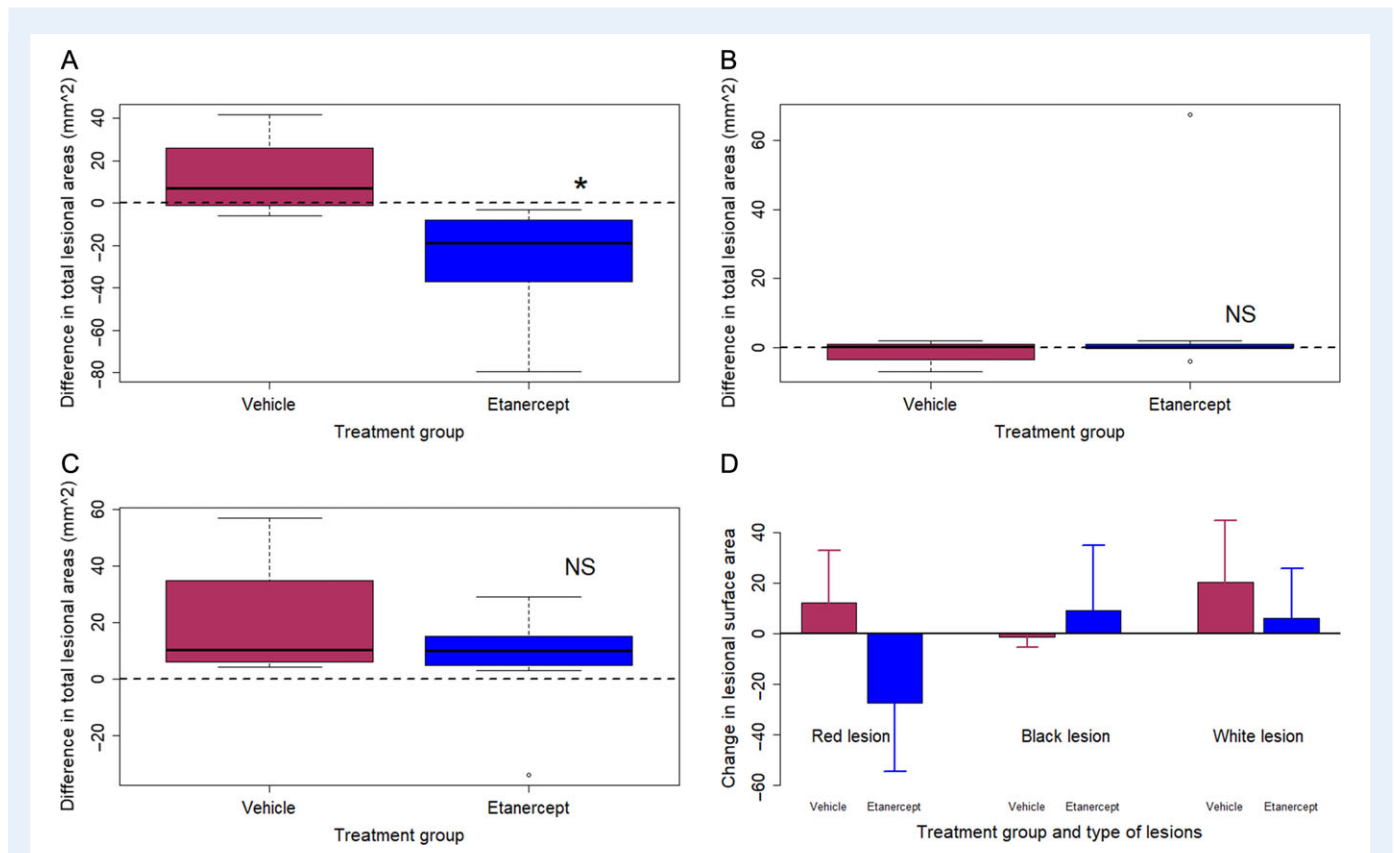 A
Difference in total lesional areas (mm^2)
40
20
0
−20
−40
−60
−80
*
Vehicle
Etanercept
Treatment group
B
Difference in total lesional areas (mm^2)
60
40
20
0
NS
Vehicle
Etanercept
Treatment group
C
Difference in total lesional areas (mm^2)
60
40
20
0
−20
NS
Vehicle
Etanercept
Treatment group
D
Change in lesional surface area
40
20
0
−20
−40
−60
Red lesion
Black lesion
White lesion
Vehicle Etanercept Vehicle Etanercept Vehicle Etanercept
Treatment group and type of lesions